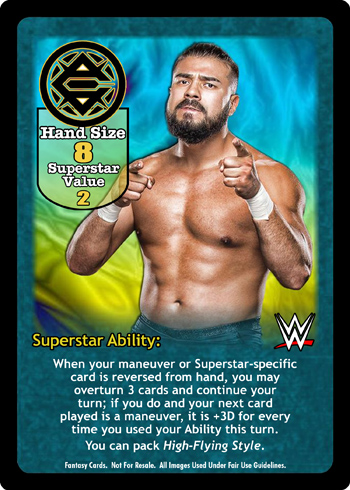 Hand Size
8
Superstar
Value
2
Superstar Ability:
W
When your maneuver or Superstar-specific
card is reversed from hand, you may
overturn 3 cards and continue your
turn; if you do and your next card
played is a maneuver, it is +3D for every
time you used your Ability this turn.
You can pack High-Flying Style.
Fantasy Cards. Not For Resale. All Images Used Under Fair Use Guidelines.